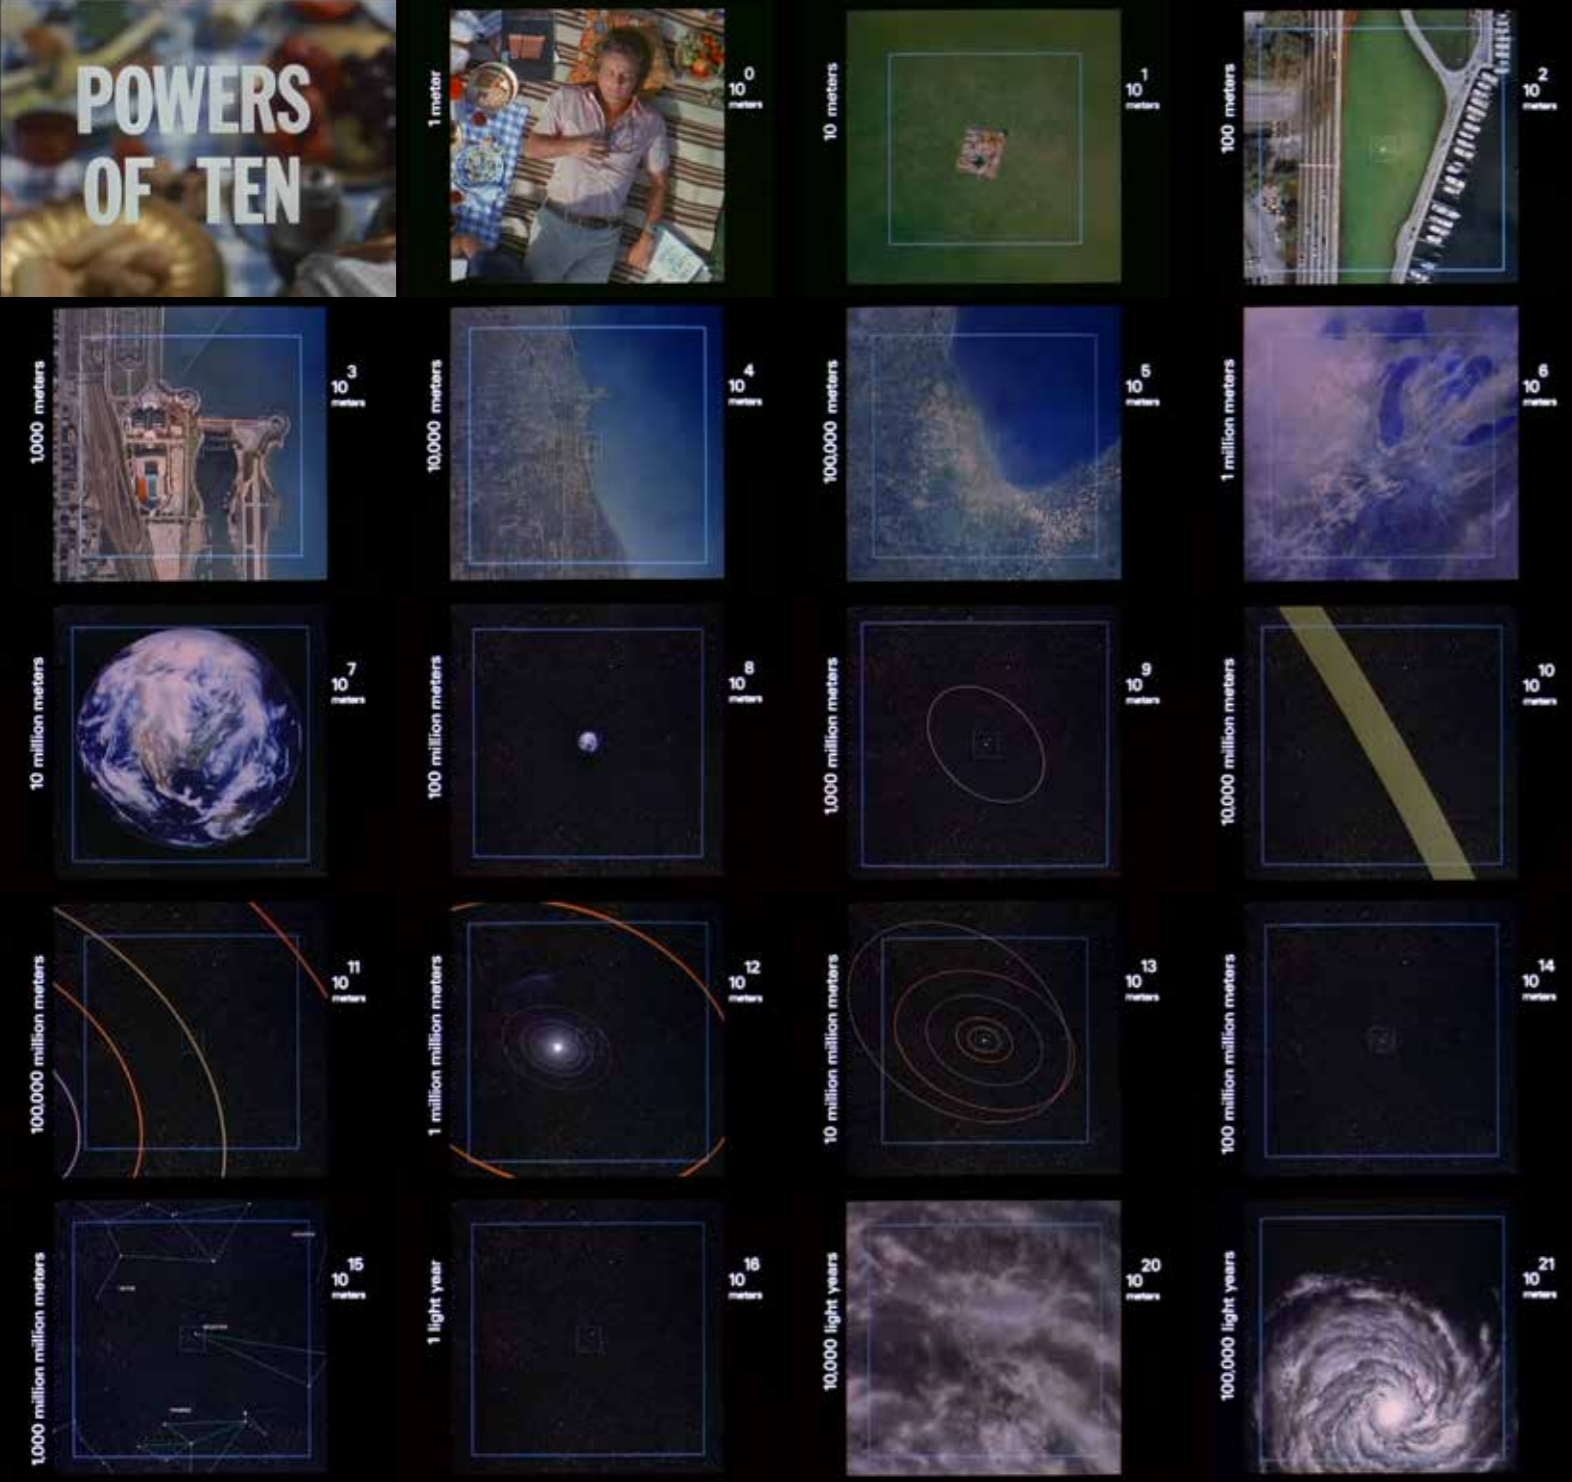 POWERS
OF TEN
1 meter
10 0
meters
10 meters
10 1
meters
100 meters
10 2
meters
1,000 meters
10 3
meters
10,000 meters
10 4
meters
100,000 meters
10 5
meters
1 million meters
10 6
meters
10 million meters
10 7
meters
100 million meters
10 8
meters
1,000 million meters
10 9
meters
10,000 million meters
10 10
meters
100,000 million meters
10 11
meters
1 million million meters
10 12
meters
10 million million meters
10 13
meters
100 million million meters
10 14
meters
1,000 million million meters
10 15
meters
1 light year
10 16
meters
10,000 light years
10 20
meters
100,000 light years
10 21
meters